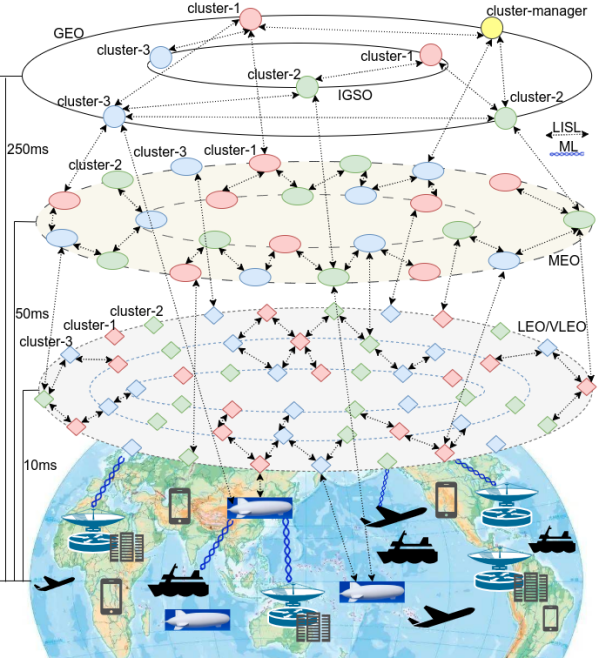 cluster-1
cluster-manager
GEO
cluster-3
cluster-1
cluster-2
IGSO
cluster-3
cluster-2
LISL
ML
250ms
cluster-3
cluster-1
cluster-2
MEO
50ms
cluster-2
cluster-1
LEO/VLEO
cluster-3
10ms